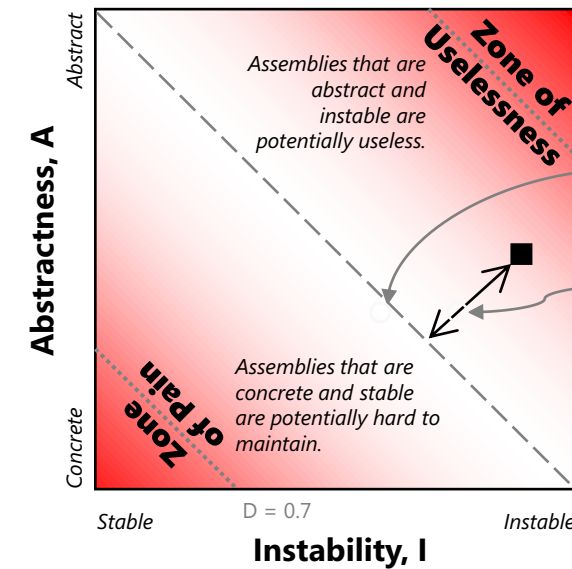 Abstract
Zone of
Uselessness
Assemblies that are
abstract and
instable are
potentially useless.
Abstractness, A
Assemblies that are
concrete and stable
are potentially hard to
maintain.
Zone
of Pain
Concrete
D = 0.7
Stable
Instable
Instability, I